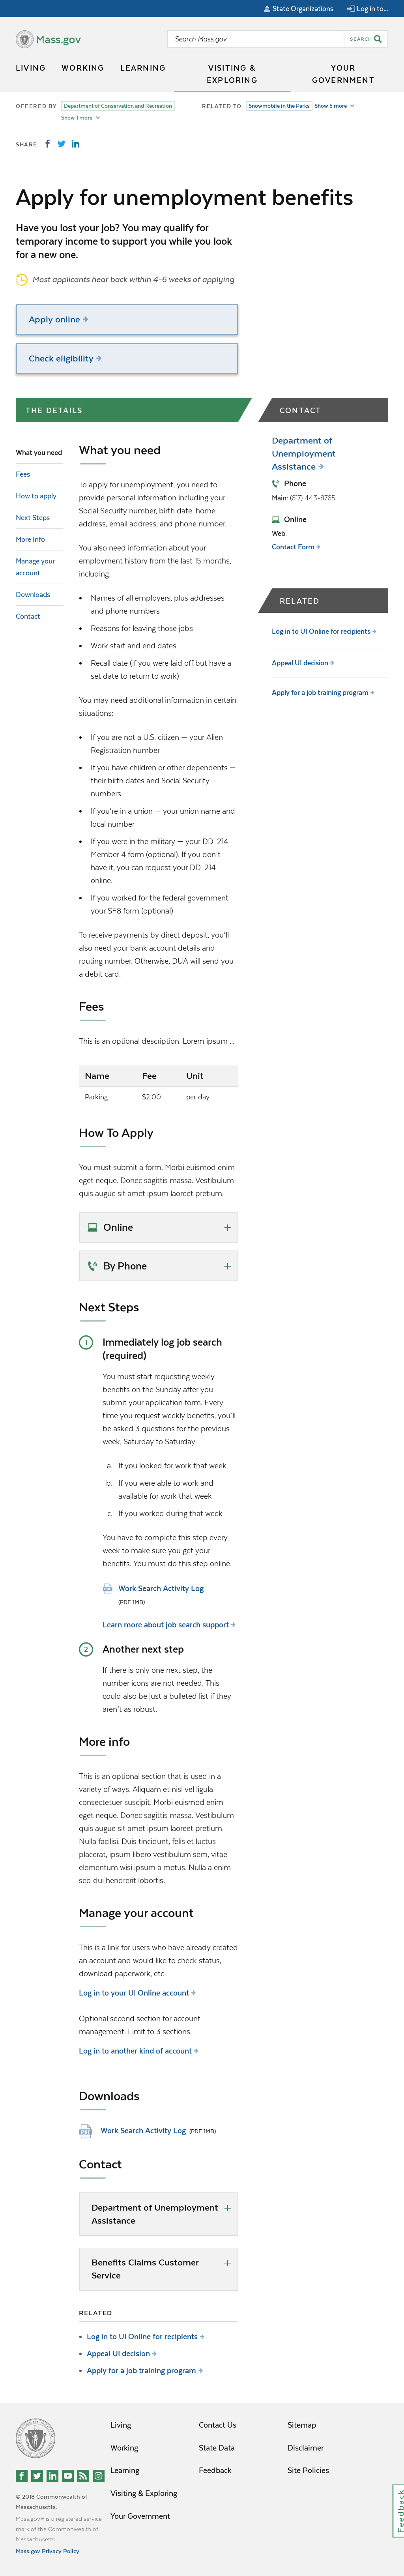 State Organizations
Log in to...
Mass.gov
Search Mass.gov
SEARCH
LIVING
WORKING
LEARNING
VISITING &
EXPLORING
YOUR
GOVERNMENT
OFFERED BY
Department of Conservation and Recreation
Show 1 more
RELATED TO
Snowmobile in the Parks
Show 5 more
SHARE:
Apply for unemployment benefits
Have you lost your job? You may qualify for
temporary income to support you while you look
for a new one.
Most applicants hear back within 4-6 weeks of applying
Apply online
Check eligibility
THE DETAILS
What you need
Fees
How to apply
Next Steps
More Info
Manage your
account
Downloads
Contact
What you need
To apply for unemployment, you need to
provide personal information including your
Social Security number, birth date, home
address, email address, and phone number.
You also need information about your
employment history from the last 15 months,
including:
• Names of all employers, plus addresses
and phone numbers
• Reasons for leaving those jobs
• Work start and end dates
• Recall date (if you were laid off but have a
set date to return to work)
You may need additional information in certain
situations:
• If you are not a U.S. citizen — your Alien
Registration number
• If you have children or other dependents —
their birth dates and Social Security
numbers
• If you're in a union — your union name and
local number
• If you were in the military — your DD-214
Member 4 form (optional). If you don't
have it, you can request your DD-214
online.
• If you worked for the federal government —
your SF8 form (optional)
To receive payments by direct deposit, you'll
also need your bank account details and
routing number. Otherwise, DUA will send you
a debit card.
Fees
This is an optional description. Lorem ipsum ...
Name Fee Unit
Parking $2.00 per day
How To Apply
You must submit a form. Morbi euismod enim
eget neque. Donec sagittis massa. Vestibulum
quis augue sit amet ipsum laoreet pretium.
Online
By Phone
Next Steps
1 Immediately log job search
(required)
You must start requesting weekly
benefits on the Sunday after you
submit your application form. Every
time you request weekly benefits, you'll
be asked 3 questions for the previous
week, Saturday to Saturday:
a. If you looked for work that week
b. If you were able to work and
available for work that week
c. If you worked during that week
You have to complete this step every
week to make sure you get your
benefits. You must do this step online.
Work Search Activity Log
(PDF 1MB)
Learn more about job search support
2 Another next step
If there is only one next step, the
number icons are not needed. This
could also be just a bulleted list if they
aren't as robust.
More info
This is an optional section that is used in a
variety of ways. Aliquam et nisl vel ligula
consectetuer suscipit. Morbi euismod enim
eget neque. Donec sagittis massa. Vestibulum
quis augue sit amet ipsum laoreet pretium.
Nulla facilisi. Duis tincidunt, felis et luctus
placerat, ipsum libero vestibulum sem, vitae
elementum wisi ipsum a metus. Nulla a enim
sed dui hendrerit lobortis.
Manage your account
This is a link for users who have already created
an account and would like to check status,
download paperwork, etc
Log in to your UI Online account
Optional second section for account
management. Limit to 3 sections.
Log in to another kind of account
Downloads
Work Search Activity Log (PDF 1MB)
Contact
Department of Unemployment
Assistance
Benefits Claims Customer
Service
RELATED
• Log in to UI Online for recipients
• Appeal UI decision
• Apply for a job training program
CONTACT
Department of
Unemployment
Assistance
Phone
Main: (617) 443-8765
Online
Web:
Contact Form
RELATED
Log in to UI Online for recipients
Appeal UI decision
Apply for a job training program
© 2018 Commonwealth of
Massachusetts.
Mass.gov® is a registered service
mark of the Commonwealth of
Massachusetts.
Mass.gov Privacy Policy
Living
Working
Learning
Visiting & Exploring
Your Government
Contact Us
State Data
Feedback
Sitemap
Disclaimer
Site Policies
Feedback